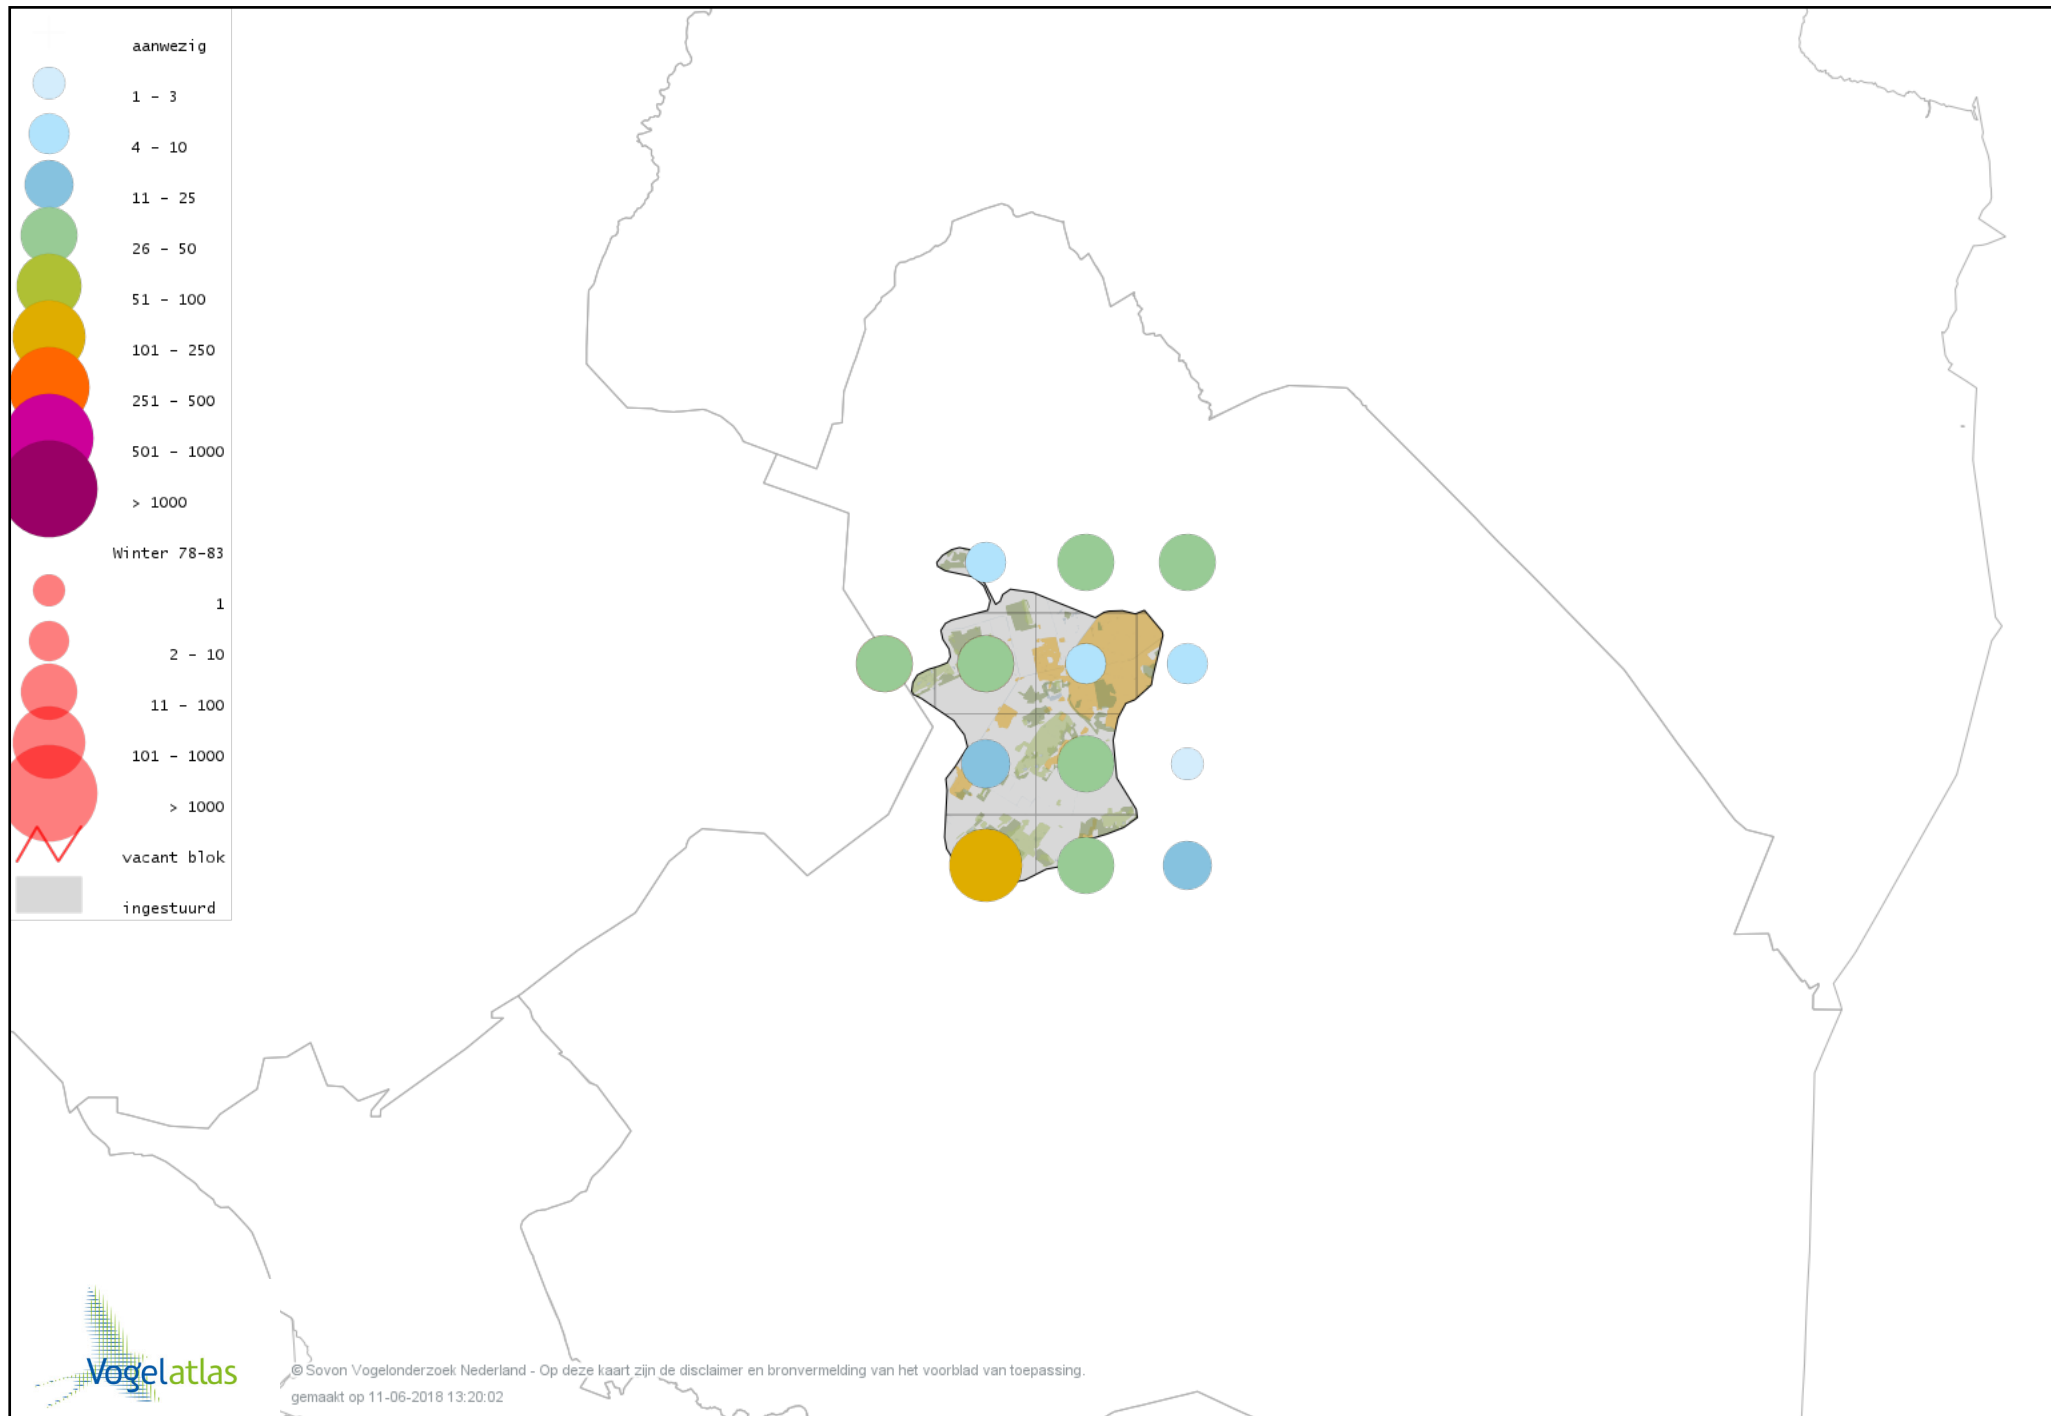 aanwezig
1 - 3
4 - 10
11 - 25
26 - 50
51 - 100
101 - 250
251 - 500
501 - 1000
> 1000
Winter 78-83
1
2 - 10
11 - 100
101 - 1000
> 1000
vacant blok
ingestuurd
Vogelatlas
© Sovon Vogelonderzoek Nederland - Op deze kaart zijn de disclaimer en bronvermelding van het voorblad van toepassing.
gemaakt op 11-06-2018 13:20:02